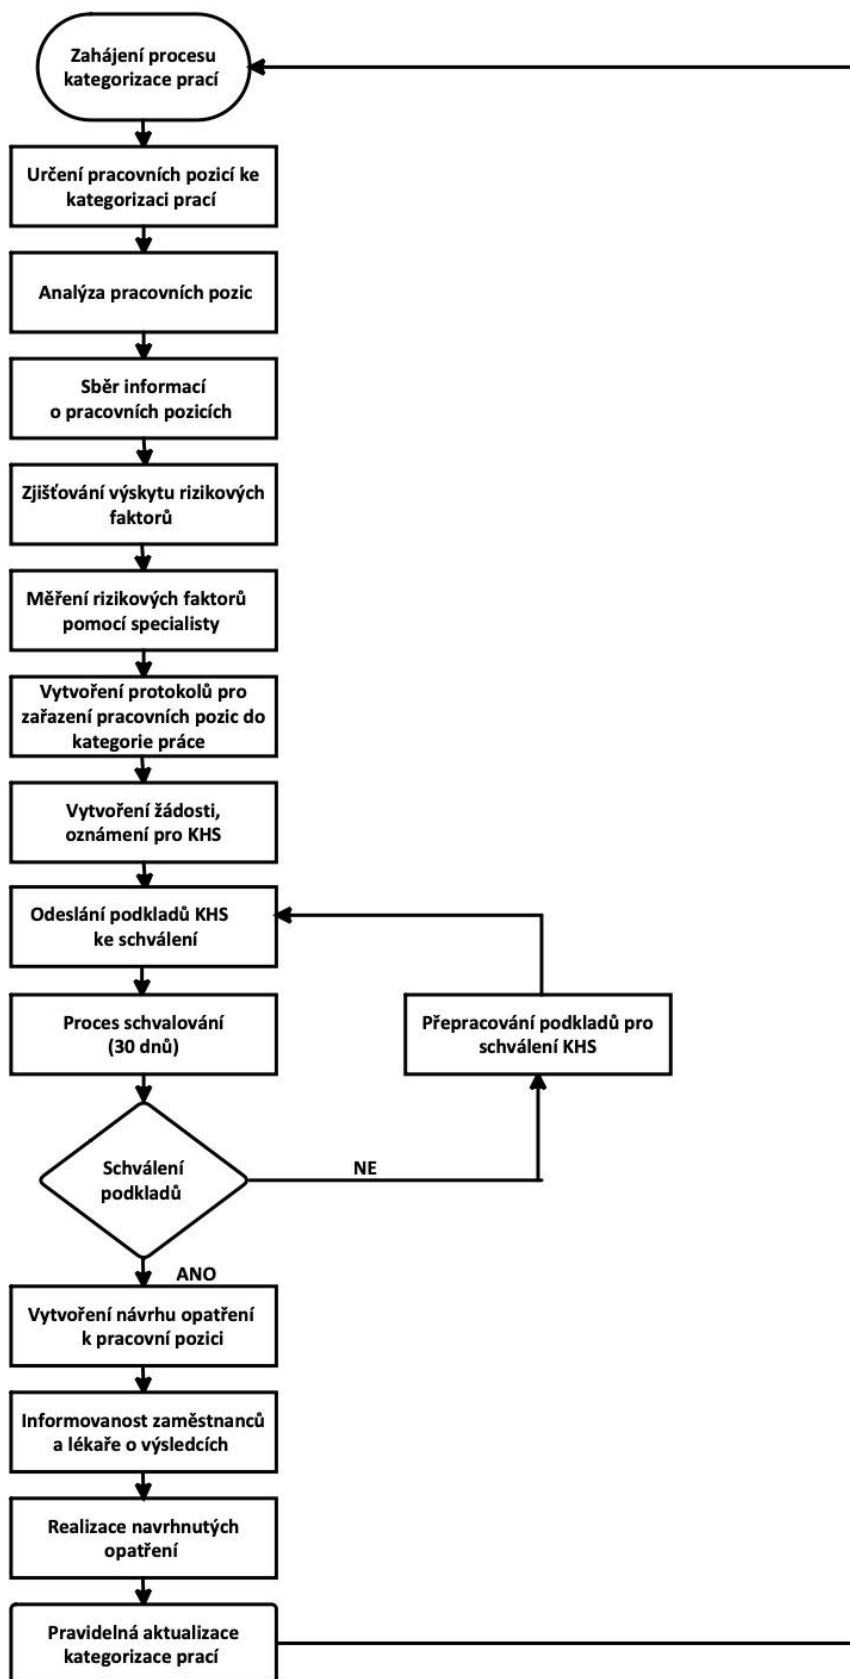 Zahájení procesu
kategorizace prací
Určení pracovních pozicí ke
kategorizaci prací
Analýza pracovních pozic
Sběr informací
o pracovních pozicích
Zjišťování výskytu rizikových
faktorů
Měření rizikových faktorů
pomocí specialisty
Vytvoření protokolů pro
zařazení pracovních pozic do
kategorie práce
Vytvoření žádosti,
oznámení pro KHS
Odeslání podkladů KHS
ke schválení
Proces schvalování
(30 dnů)
Přepracování podkladů pro
schválení KHS
Schválení
podkladů
NE
ANO
Vytvoření návrhu opatření
k pracovní pozici
Informovanost zaměstnanců
a lékaře o výsledcích
Realizace navrhnutých
opatření
Pravidelná aktualizace
kategorizace prací